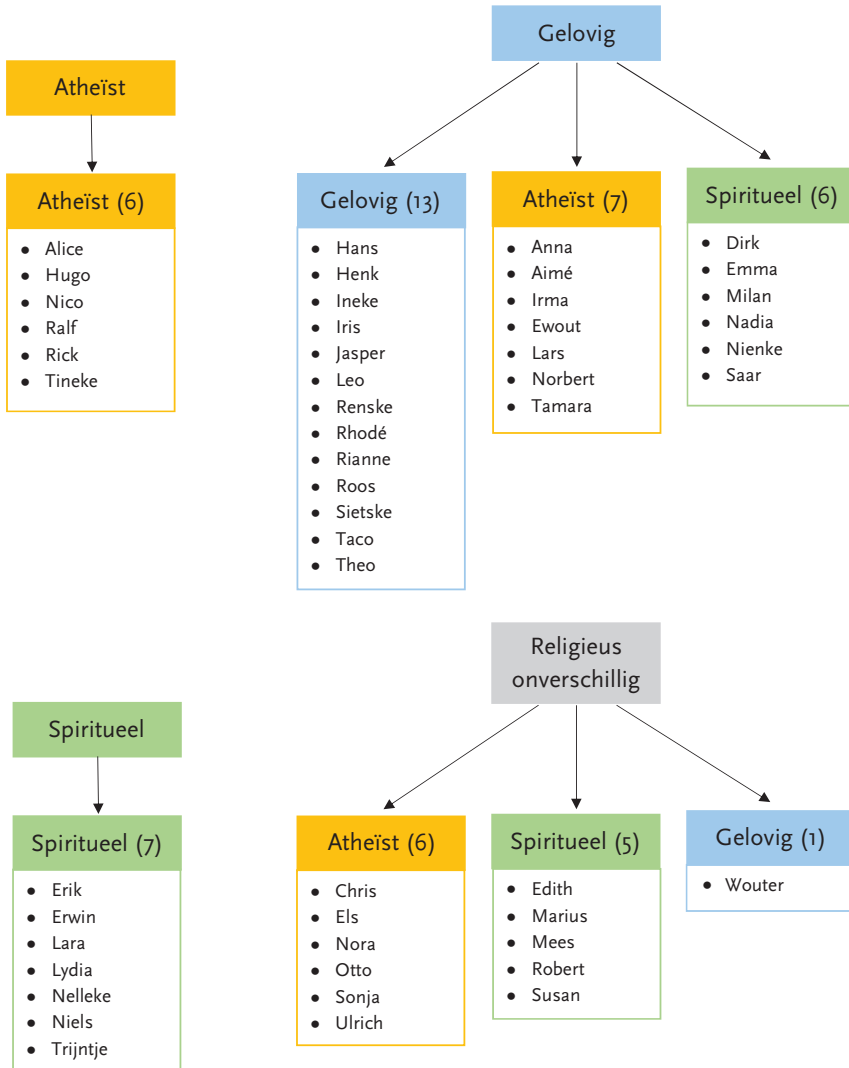 Atheïst
Atheïst (6)
• Alice
• Hugo
• Nico
• Ralf
• Rick
• Tineke
Gelovig
Gelovig (13)
• Hans
• Henk
• Ineke
• Iris
• Jasper
• Leo
• Renske
• Rhodé
• Rianne
• Roos
• Sietske
• Taco
• Theo
Atheïst (7)
• Anna
• Aimé
• Irma
• Ewout
• Lars
• Norbert
• Tamara
Spiritueel (6)
• Dirk
• Emma
• Milan
• Nadia
• Nienke
• Saar
Spiritueel
Spiritueel (7)
• Erik
• Erwin
• Lara
• Lydia
• Nelleke
• Niels
• Trijntje
Religieus
onverschillig
Atheïst (6)
• Chris
• Els
• Nora
• Otto
• Sonja
• Ulrich
Spiritueel (5)
• Edith
• Marius
• Mees
• Robert
• Susan
Gelovig (1)
• Wouter